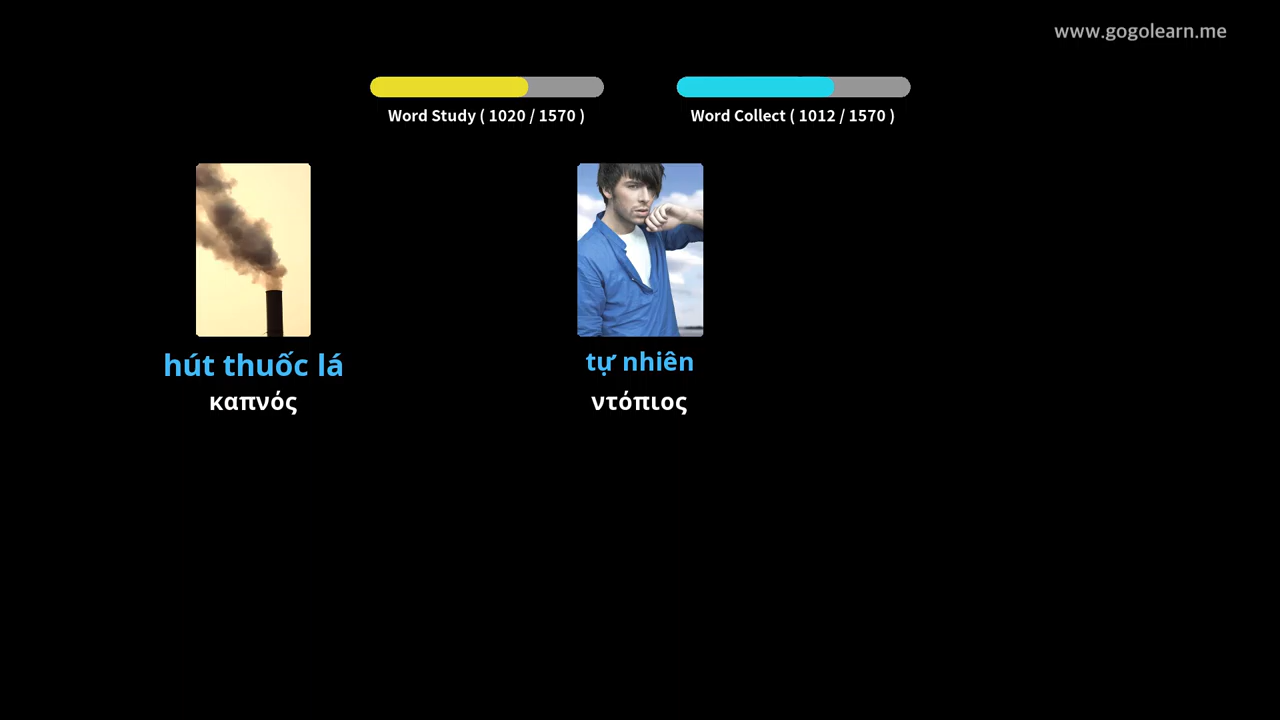 www.gogolearn.me
Word Study ( 1020 / 1570 )
Word Collect ( 1012 / 1570 )
hút thuốc lá
καπνός
tự nhiên
ντόπιος